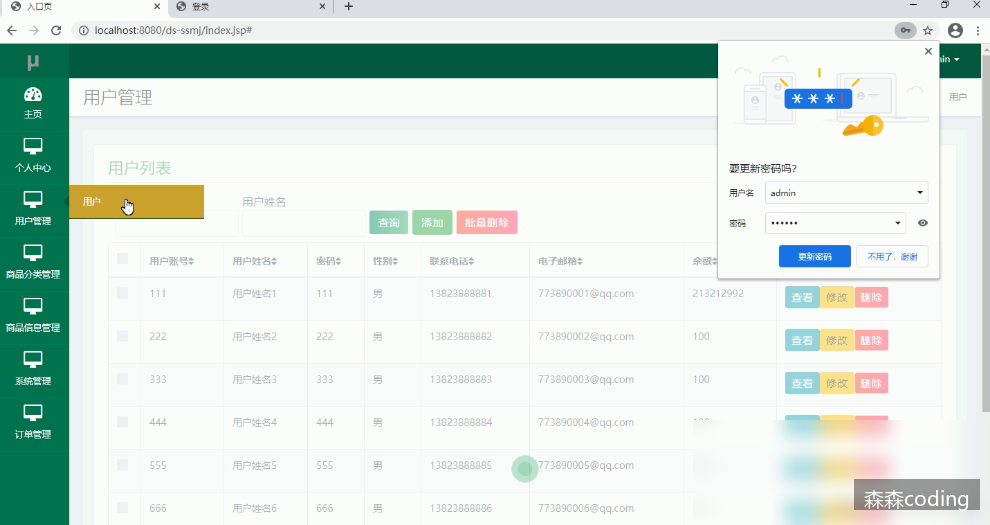 入口页
登录
localhost:8080/ds-ssmj/index.jsp#
μ
主页
个人中心
用户管理
商品分类管理
商品信息管理
系统管理
订单管理
用户管理
用户
用户列表
用户
用户姓名
查询 添加 批量删除
用户账号 用户姓名 密码 性别 联系电话 电子邮箱 余额
111 用户姓名1 111 男 13823888881 773890001@qq.com 213212992 查看 修改 删除
222 用户姓名2 222 男 13823888882 773890002@qq.com 100 查看 修改 删除
333 用户姓名3 333 男 13823888883 773890003@qq.com 100 查看 修改 删除
444 用户姓名4 444 男 13823888884 773890004@qq.com
555 用户姓名5 555 男 13823888885 773890005@qq.com
666 用户姓名6 666 男 13823888886 773890006@qq.com
***
要更新密码吗?
用户名 admin
密码 ••••••
更新密码 不用了，谢谢
森森coding